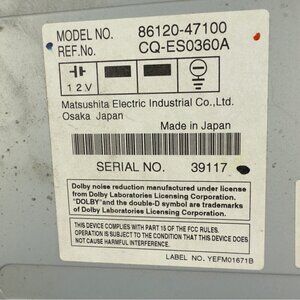 MODEL NO. 86120-47100
REF.No. CQ-ES0360A
12V
Matsushita Electric Industrial Co.,Ltd.
Osaka Japan
Made in Japan
SERIAL NO. 39117
Dolby noise reduction manufactured under license
from Dolby Laboratories Licensing Corporation.
"DOLBY" and the double-D symbol are trademarks
of Dolby Laboratories Licensing Corporation.
THIS DEVICE COMPLIES WITH PART 15 OF THE FCC RULES.
OPERATION IS SUBJECT TO THE CONDITION THAT THIS DEVICE
DOES NOT CAUSE HARMFUL INTERFERENCE.
LABEL NO. YEFM01671B